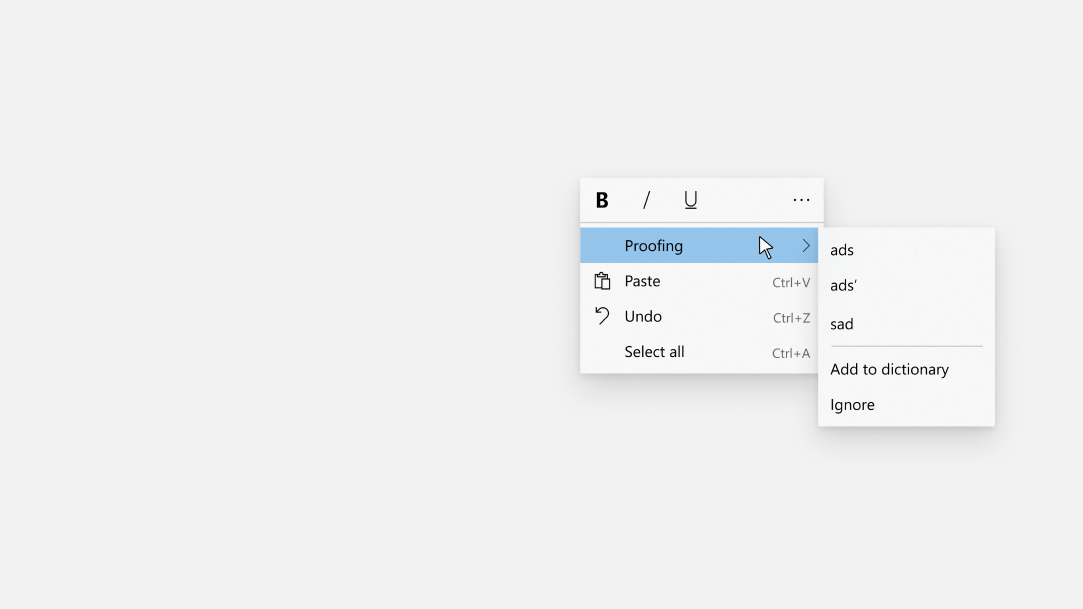 B / U ...
Proofing
Paste Ctrl+V
Undo Ctrl+Z
Select all Ctrl+A
ads
ads’
sad
Add to dictionary
Ignore